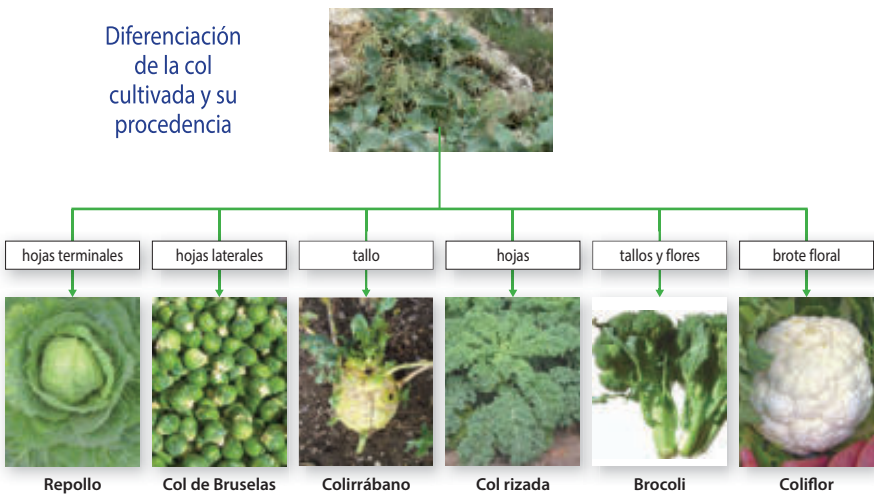 Diferenciación
de la col
cultivada y su
procedencia
hojas terminales
hojas laterales
tallo
hojas
tallos y flores
brote floral
Repollo
Col de Bruselas
Colirrábano
Col rizada
Brocoli
Coliflor